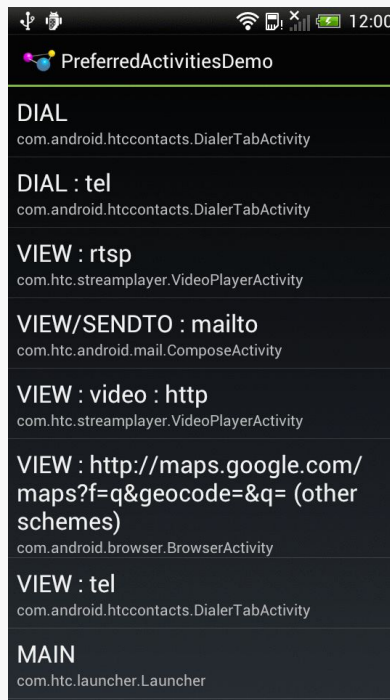 12:00
PreferredActivitiesDemo
DIAL
com.android.htccontacts.DialerTabActivity
DIAL : tel
com.android.htccontacts.DialerTabActivity
VIEW : rtsp
com.htc.streamplayer.VideoPlayerActivity
VIEW/SENDTO : mailto
com.htc.android.mail.ComposeActivity
VIEW : video : http
com.htc.streamplayer.VideoPlayerActivity
VIEW : http://maps.google.com/
maps?f=q&geocode=&q= (other
schemes)
com.android.browser.BrowserActivity
VIEW : tel
com.android.htccontacts.DialerTabActivity
MAIN
com.htc.launcher.Launcher